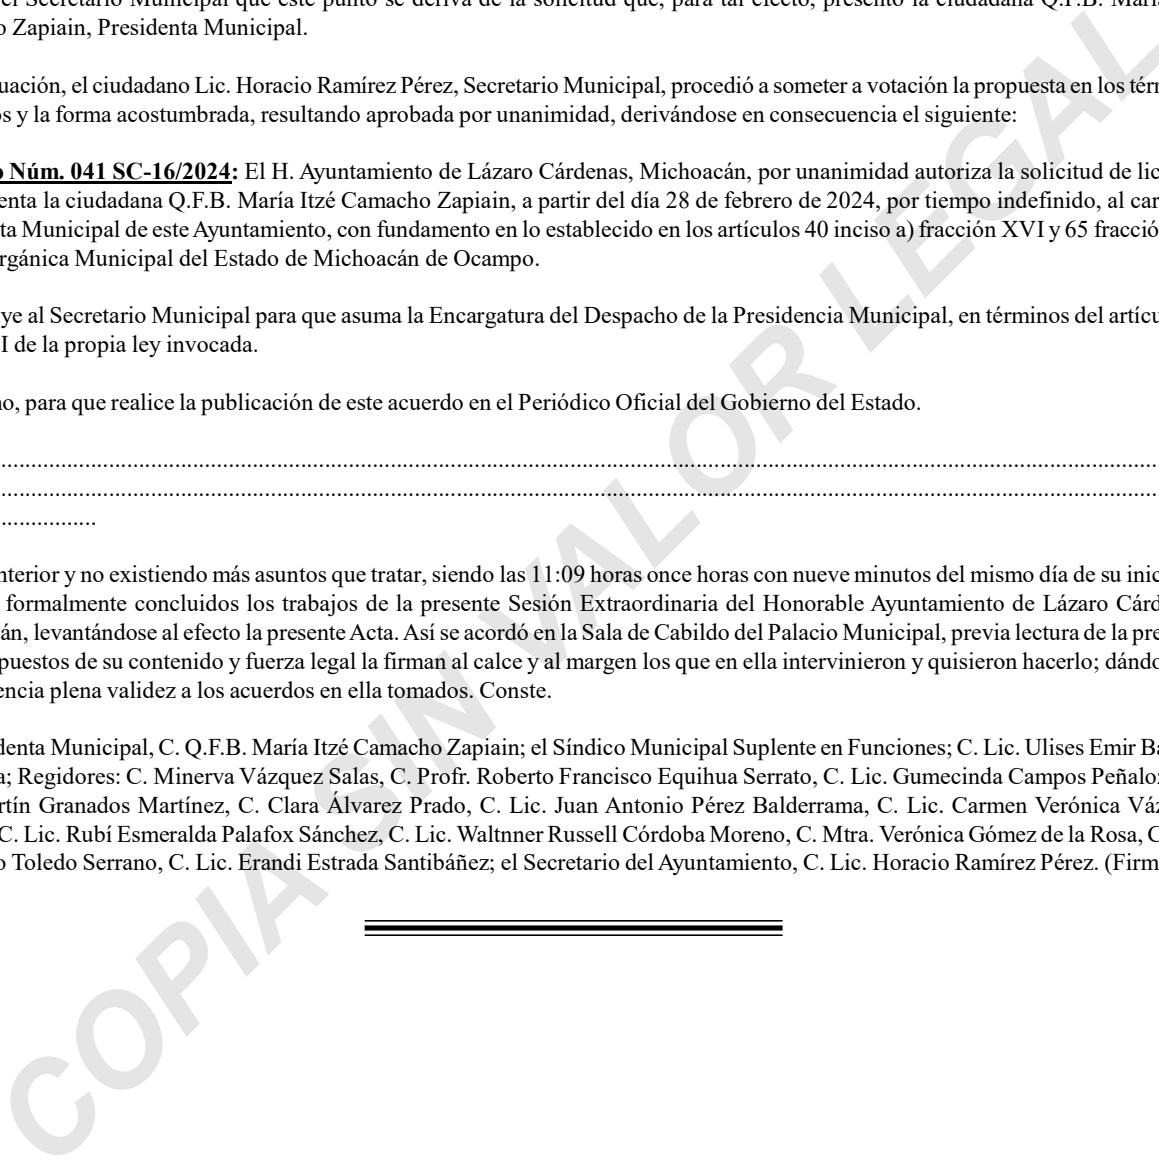 el Secretario Municipal que este punto se deriva de la solicitud que, para tal efecto, presentó la ciudadana Q.F.B. María
o Zapiain, Presidenta Municipal.
uación, el ciudadano Lic. Horacio Ramírez Pérez, Secretario Municipal, procedió a someter a votación la propuesta en los térm
os y la forma acostumbrada, resultando aprobada por unanimidad, derivándose en consecuencia el siguiente:
o Núm. 041 SC-16/2024: El H. Ayuntamiento de Lázaro Cárdenas, Michoacán, por unanimidad autoriza la solicitud de lic
enta la ciudadana Q.F.B. María Itzé Camacho Zapiain, a partir del día 28 de febrero de 2024, por tiempo indefinido, al car
ta Municipal de este Ayuntamiento, con fundamento en lo establecido en los artículos 40 inciso a) fracción XVI y 65 fracció
rgánica Municipal del Estado de Michoacán de Ocampo.
ye al Secretario Municipal para que asuma la Encargatura del Despacho de la Presidencia Municipal, en términos del artícu
I de la propia ley invocada.
no, para que realice la publicación de este acuerdo en el Periódico Oficial del Gobierno del Estado.
nterior y no existiendo más asuntos que tratar, siendo las 11:09 horas once horas con nueve minutos del mismo día de su inic
formalmente concluidos los trabajos de la presente Sesión Extraordinaria del Honorable Ayuntamiento de Lázaro Cárd
án, levantándose al efecto la presente Acta. Así se acordó en la Sala de Cabildo del Palacio Municipal, previa lectura de la pre
puestos de su contenido y fuerza legal la firman al calce y al margen los que en ella intervinieron y quisieron hacerlo; dándo
encia plena validez a los acuerdos en ella tomados. Conste.
denta Municipal, C. Q.F.B. María Itzé Camacho Zapiain; el Síndico Municipal Suplente en Funciones; C. Lic. Ulises Emir Ba
a; Regidores: C. Minerva Vázquez Salas, C. Profr. Roberto Francisco Equihua Serrato, C. Lic. Gumecinda Campos Peñaloz
rtín Granados Martínez, C. Clara Álvarez Prado, C. Lic. Juan Antonio Pérez Balderrama, C. Lic. Carmen Verónica Váz
C. Lic. Rubí Esmeralda Palafox Sánchez, C. Lic. Waltnner Russell Córdoba Moreno, C. Mtra. Verónica Gómez de la Rosa, C
o Toledo Serrano, C. Lic. Erandi Estrada Santibáñez; el Secretario del Ayuntamiento, C. Lic. Horacio Ramírez Pérez. (Firm
COPIA SIN VALOR LEGAL